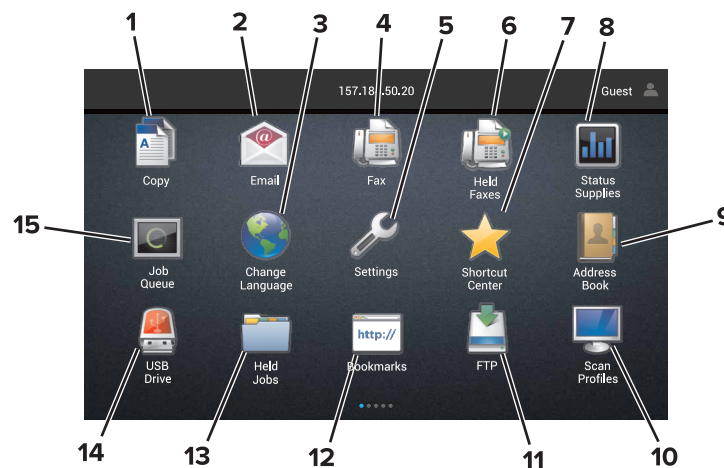 1 2 3 4 5 6 7 8
157.18 .50.20 Guest
A @
Copy Email Fax Held Faxes Status Supplies
15 9
Job Queue Change Language Settings Shortcut Center Address Book
http://
USB Drive Held Jobs Bookmarks FTP Scan Profiles
14 13 12 11 10